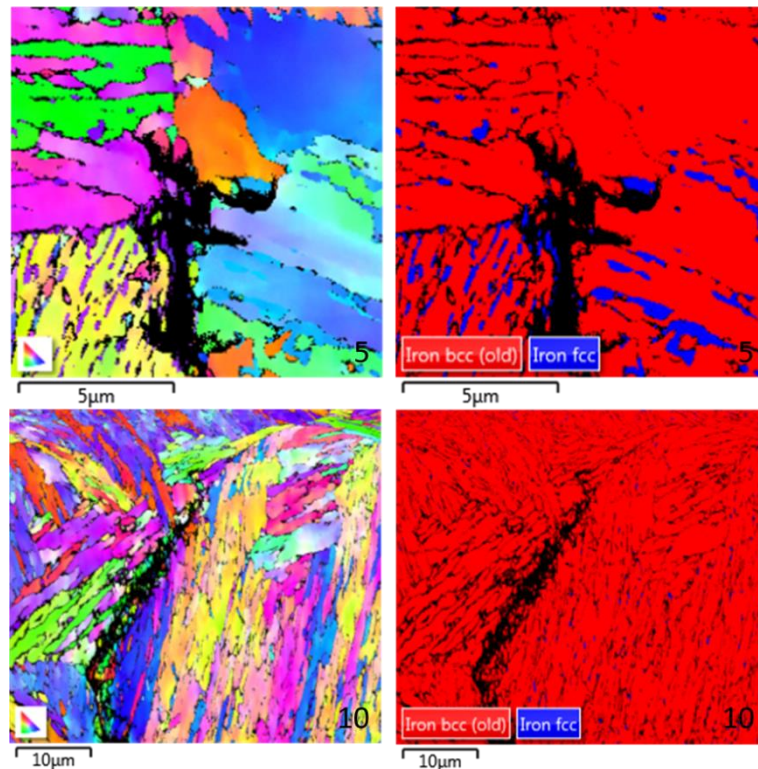 5
Iron bcc (old) Iron fcc 5
5μm 5μm
10
Iron bcc (old) Iron fcc 10
10μm 10μm